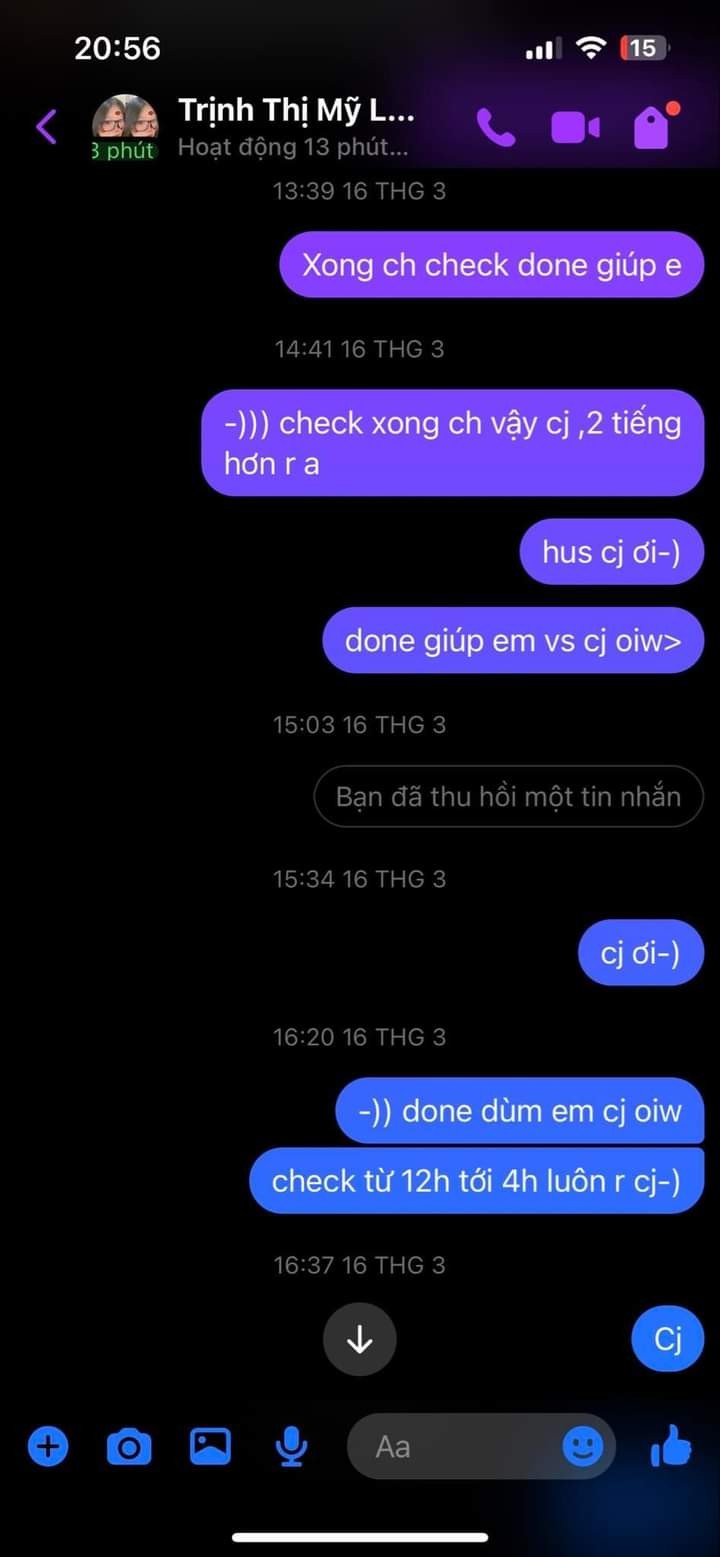 20:56
15
Trịnh Thị Mỹ L...
3 phút
Hoạt động 13 phút...
13:39 16 THG 3
Xong ch check done giúp e
14:41 16 THG 3
-))) check xong ch vậy cj ,2 tiếng
hơn r a
hus cj ơi-)
done giúp em vs cj oiw>
15:03 16 THG 3
Bạn đã thu hồi một tin nhắn
15:34 16 THG 3
cj ơi-)
16:20 16 THG 3
-)) done dùm em cj oiw
check từ 12h tới 4h luôn r cj-)
16:37 16 THG 3
Cj
Aa